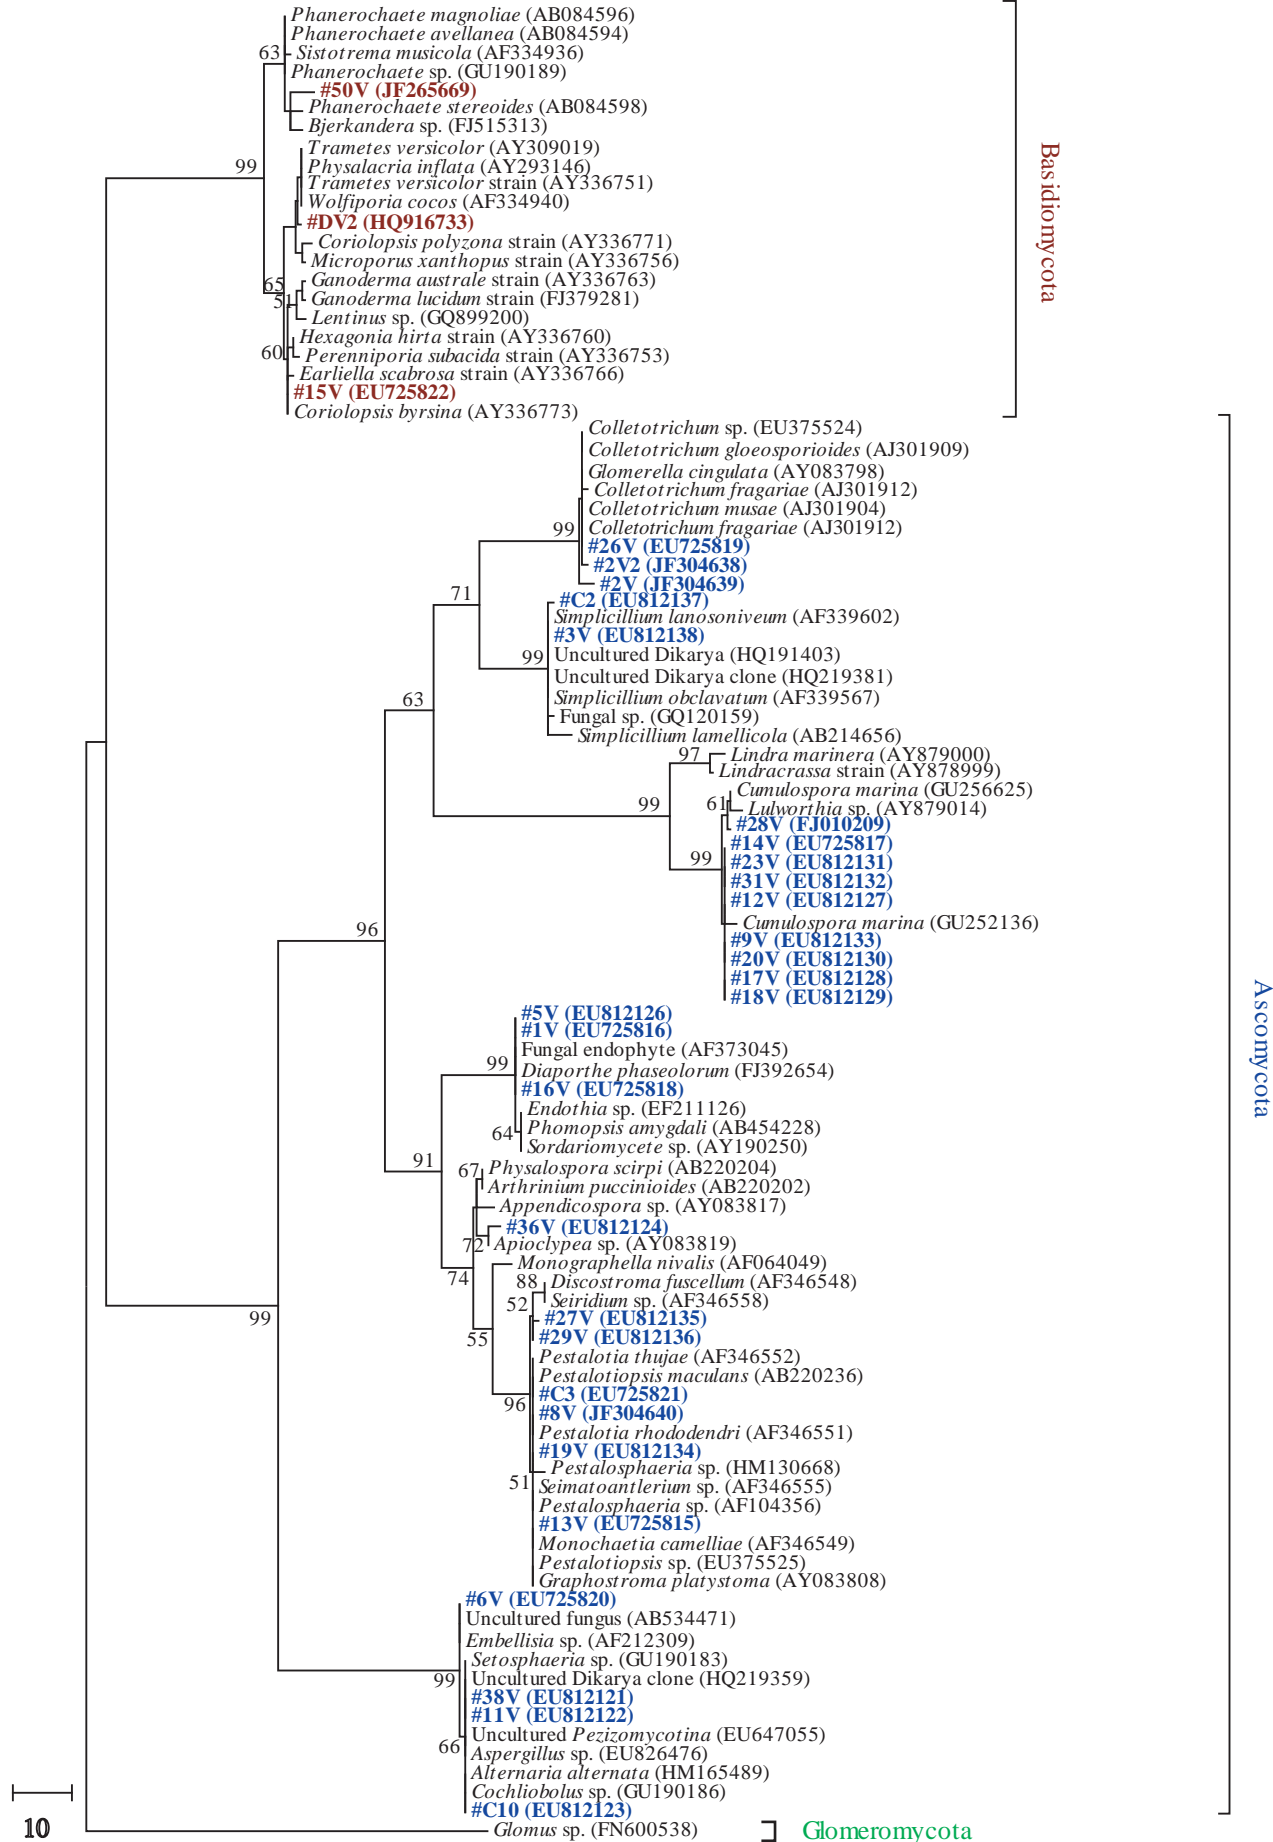 Phanerochaete magnoliae (AB084596)
Phanerochaete avellanea (AB084594)
63
Sistotrema musicola (AF334936)
Phanerochaete sp. (GU190189)
#50V (JF265669)
Phanerochaete stereoides (AB084598)
Bjerkandera sp. (FJ515313)
Trametes versicolor (AY309019)
99
Physalacria inflata (AY293146)
Trametes versicolor strain (AY336751)
Wolfiporia cocos (AF334940)
#DV2 (HQ916733)
Coriolopsis polyzona strain (AY336771)
Microporus xanthopus strain (AY336756)
65
Ganoderma australe strain (AY336763)
51
Ganoderma lucidum strain (FJ379281)
Lentinus sp. (GQ899200)
Hexagonia hirta strain (AY336760)
60
Perenniporia subacida strain (AY336753)
Earliella scabrosa strain (AY336766)
#15V (EU725822)
Coriolopsis byrsina (AY336773)
Basidiomycota
Colletotrichum sp. (EU375524)
Colletotrichum gloeosporioides (AJ301909)
Glomerella cingulata (AY083798)
Colletotrichum fragariae (AJ301912)
Colletotrichum musae (AJ301904)
99
Colletotrichum fragariae (AJ301912)
#26V (EU725819)
#2V2 (JF304638)
#2V (JF304639)
71
#C2 (EU812137)
Simplicillium lanosoniveum (AF339602)
#3V (EU812138)
99
Uncultured Dikarya (HQ191403)
Uncultured Dikarya clone (HQ219381)
63
Simplicillium obclavatum (AF339567)
Fungal sp. (GQ120159)
Simplicillium lamellicola (AB214656)
97
Lindra marinera (AY879000)
Lindracrassa strain (AY878999)
Cumulospora marina (GU256625)
99
61
Lulworthia sp. (AY879014)
#28V (FJ010209)
#14V (EU725817)
99
#23V (EU812131)
#31V (EU812132)
#12V (EU812127)
Cumulospora marina (GU252136)
96
#9V (EU812133)
#20V (EU812130)
#17V (EU812128)
#18V (EU812129)
#5V (EU812126)
#1V (EU725816)
Fungal endophyte (AF373045)
99
Diaporthe phaseolorum (FJ392654)
#16V (EU725818)
Endothia sp. (EF211126)
Phomopsis amygdali (AB454228)
64
Sordariomycete sp. (AY190250)
91
67
Physalospora scirpi (AB220204)
Arthrinium puccinioides (AB220202)
Appendicospora sp. (AY083817)
#36V (EU812124)
72
Apioclypea sp. (AY083819)
Monographella nivalis (AF064049)
74
88
Discostroma fuscellum (AF346548)
52
Seiridium sp. (AF346558)
99
#27V (EU812135)
55
#29V (EU812136)
Pestalotia thujae (AF346552)
Pestalotiopsis maculans (AB220236)
#C3 (EU725821)
96
#8V (JF304640)
Pestalotia rhododendri (AF346551)
#19V (EU812134)
Pestalosphaeria sp. (HM130668)
51
Seimatoantlerium sp. (AF346555)
Pestalosphaeria sp. (AF104356)
#13V (EU725815)
Monochaetia camelliae (AF346549)
Pestalotiopsis sp. (EU375525)
Graphostroma platystoma (AY083808)
#6V (EU725820)
Uncultured fungus (AB534471)
Embellisia sp. (AF212309)
Setosphaeria sp. (GU190183)
99
Uncultured Dikarya clone (HQ219359)
#38V (EU812121)
#11V (EU812122)
Uncultured Pezizomycotina (EU647055)
66
Aspergillus sp. (EU826476)
Alternaria alternata (HM165489)
Cochliobolus sp. (GU190186)
#C10 (EU812123)
Ascomycota
Glomus sp. (FN600538)
Glomeromycota
10